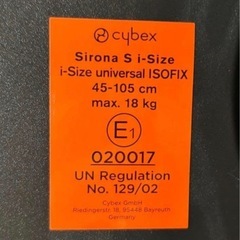 cybex
Sirona S i-Size
i-Size universal ISOFIX
45-105 cm
max. 18 kg
E1
020017
UN Regulation
No. 129/02
Cybex GmbH
Riedingerstr. 18, 95448 Bayreuth
Germany